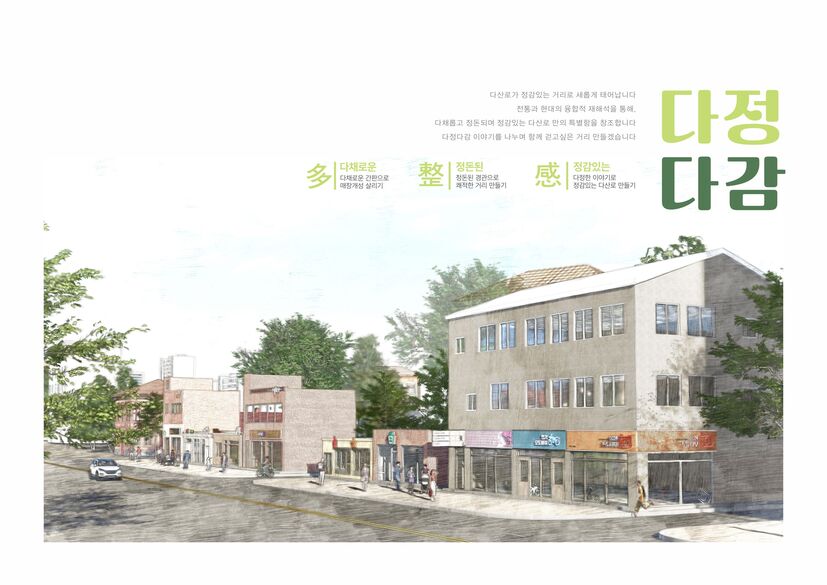 다산로가 정감있는 거리로 새롭게 태어납니다
전통과 현대의 융합적 재해석을 통해,
다채롭고 정돈되며 정감있는 다산로 만의 특별함을 창조합니다
다정다감 이야기를 나누며 함께 걷고싶은 거리 만들겠습니다
다정
다감
多
다채로운
다채로운 간판으로
매장개성 살리기
整
정돈된
정돈된 경관으로
쾌적한 거리 만들기
感
정감있는
다정한 이야기로
정감있는 다산로 만들기